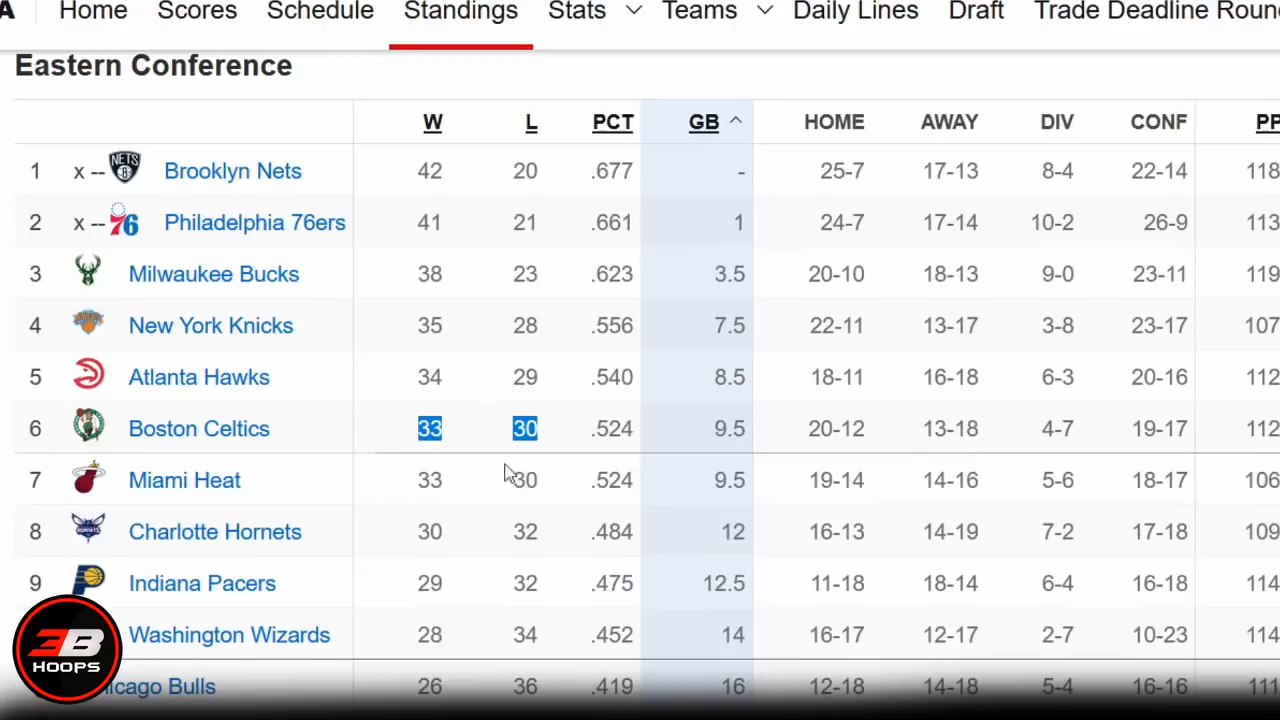 A Home Scores Schedule Standings Stats Teams Daily Lines Draft Trade Deadline Roun
Eastern Conference
W L PCT GB HOME AWAY DIV CONF PP
1 x -- NETS B Brooklyn Nets 42 20 .677 - 25-7 17-13 8-4 22-14 118
2 x -- 76 Philadelphia 76ers 41 21 .661 1 24-7 17-14 10-2 26-9 113
3 Milwaukee Bucks 38 23 .623 3.5 20-10 18-13 9-0 23-11 119
4 New York Knicks 35 28 .556 7.5 22-11 13-17 3-8 23-17 107
5 Atlanta Hawks 34 29 .540 8.5 18-11 16-18 6-3 20-16 112
6 Boston Celtics 33 30 .524 9.5 20-12 13-18 4-7 19-17 112
7 Miami Heat 33 30 .524 9.5 19-14 14-16 5-6 18-17 106
8 Charlotte Hornets 30 32 .484 12 16-13 14-19 7-2 17-18 109
9 Indiana Pacers 29 32 .475 12.5 11-18 18-14 6-4 16-18 114
Washington Wizards 28 34 .452 14 16-17 12-17 2-7 10-23 114
icago Bulls 26 36 .419 16 12-18 14-18 5-4 16-16 111
3B
HOOPS